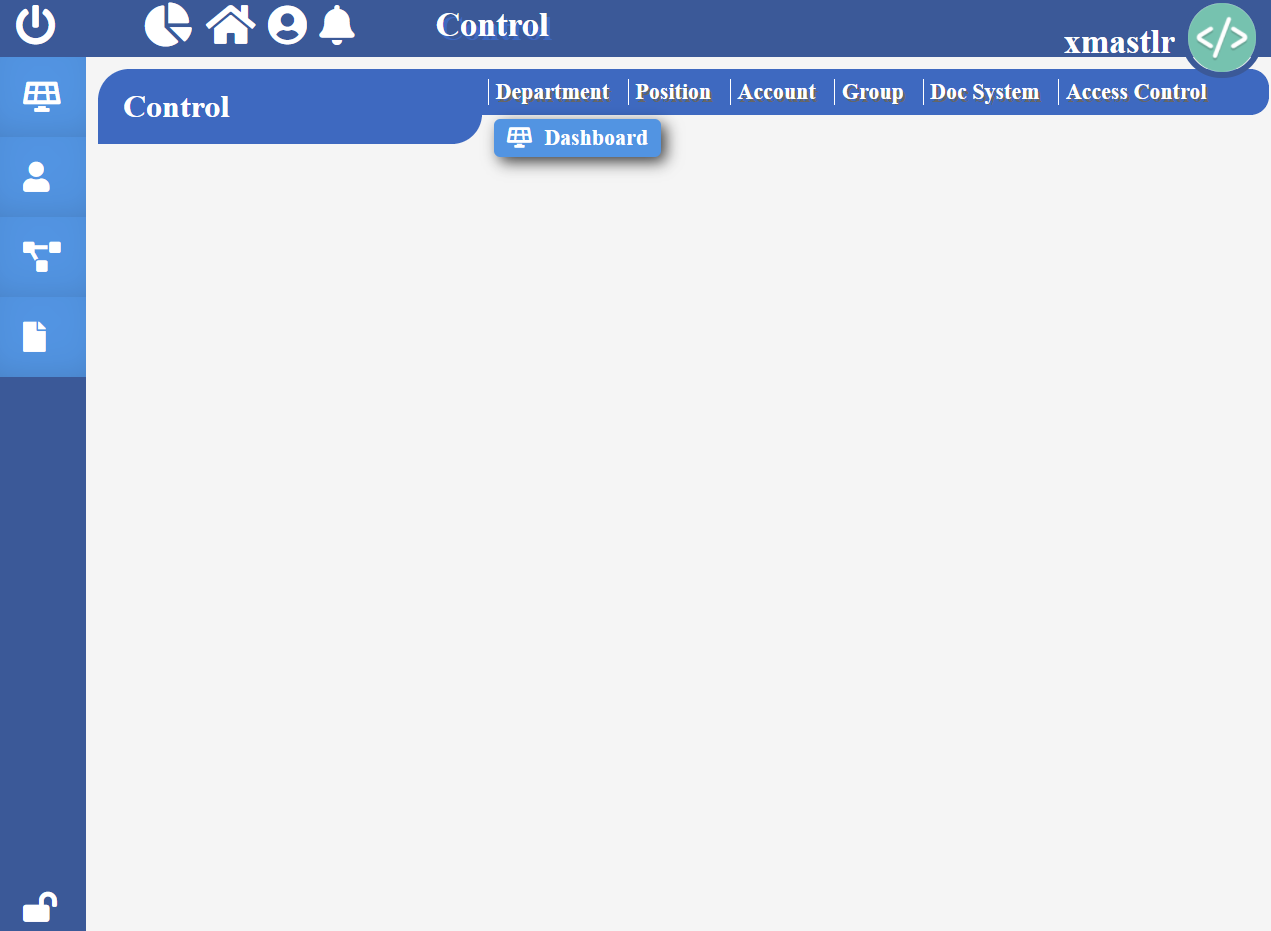 Control
xmastlr
Control
Department Position Account Group Doc System Access Control
Dashboard